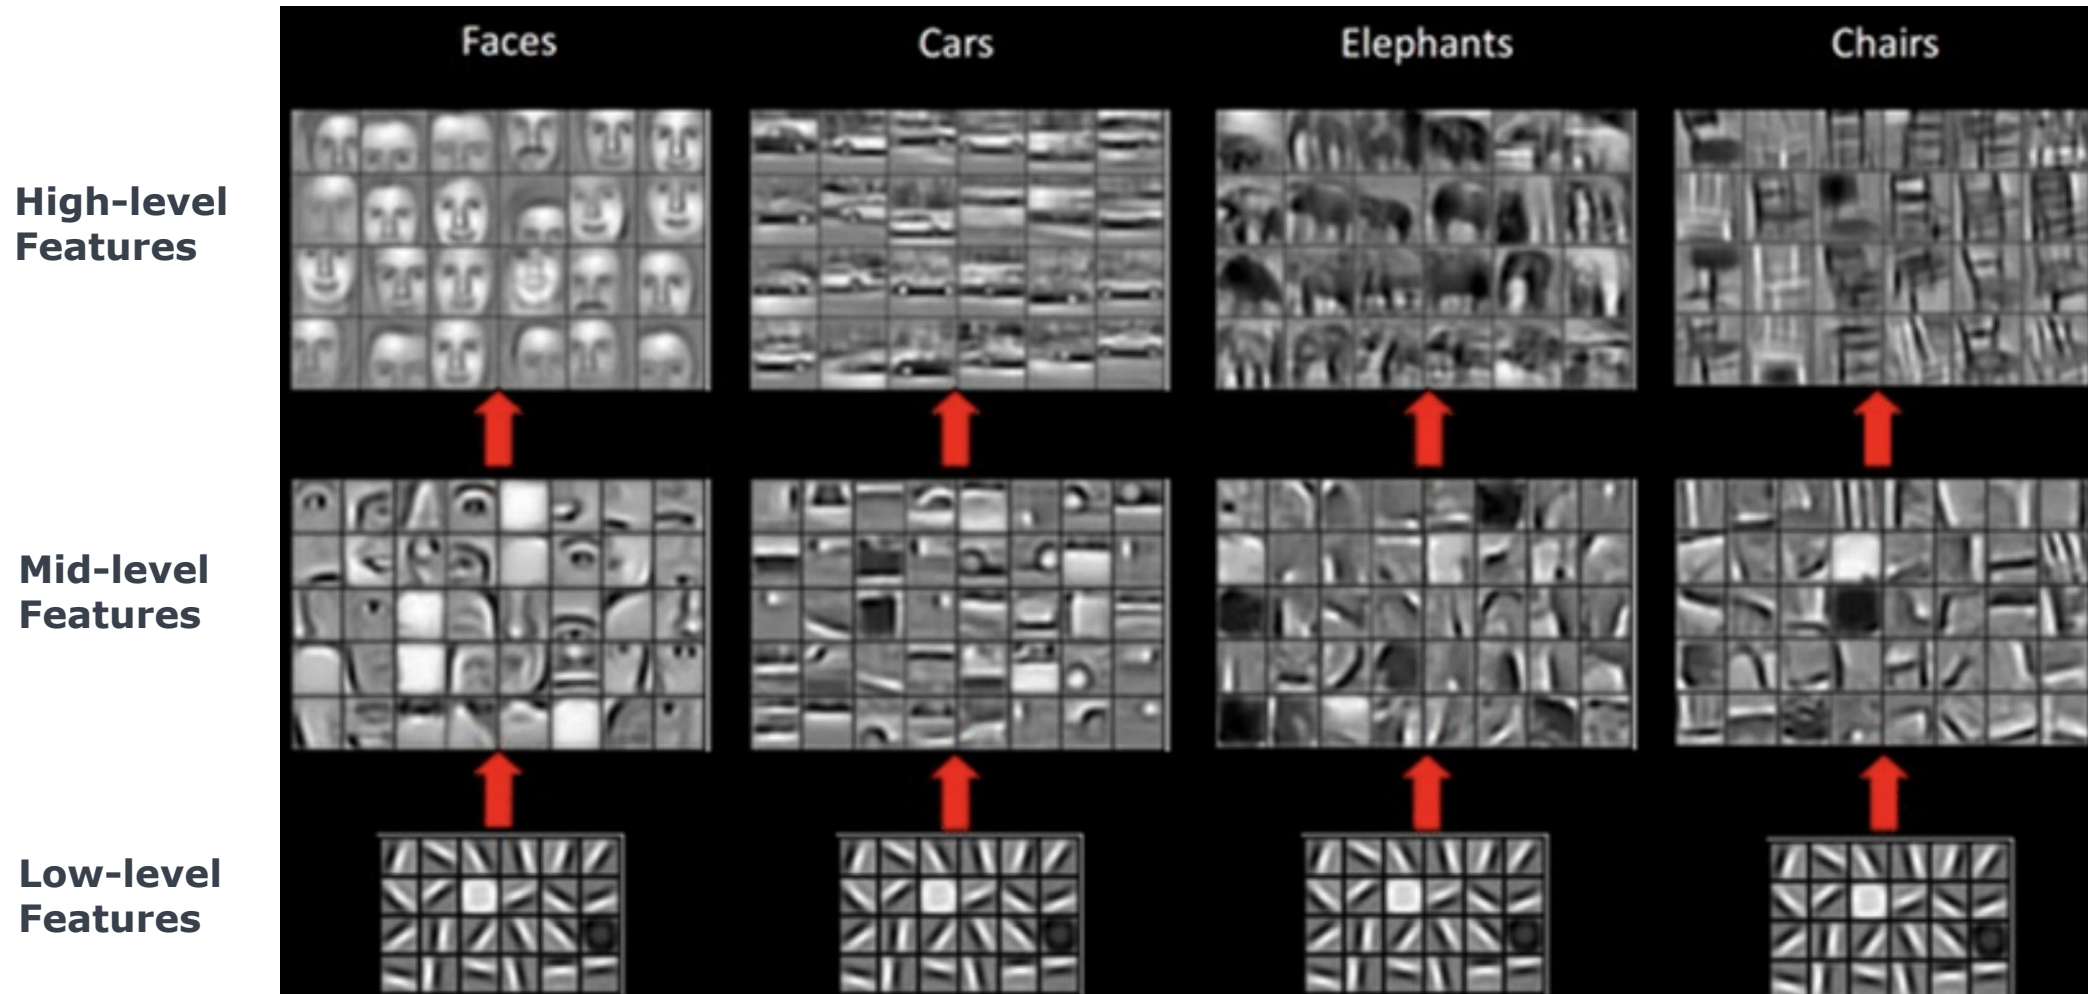 Faces
Cars
Elephants
Chairs
High-level
Features
Mid-level
Features
Low-level
Features